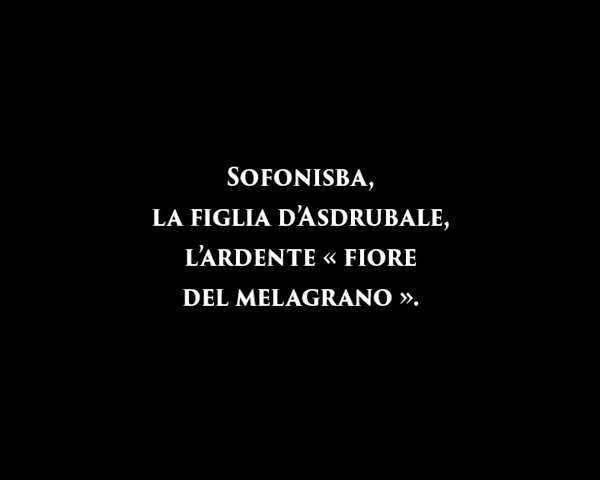 Sofonisba,
la figlia d’Asdrubale,
l’ardente « fiore
del melagrano ».